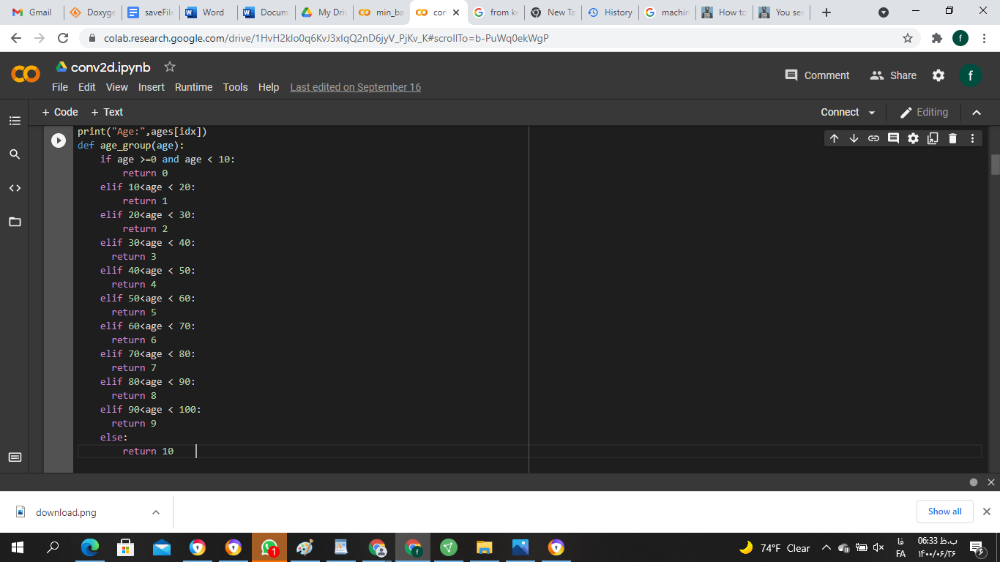 Gmail
Doxyge
saveFile
Word
Docum
My Driv
min_ba
con
from ke
New Ta
History
machin
How to
You sea
colab.research.google.com/drive/1HvH2klo0q6KvJ3xlqQ2nD6jyV_PjKv_K#scrollTo=b-PuWq0ekWgP
f
conv2d.ipynb
Comment
Share
f
File Edit View Insert Runtime Tools Help Last edited on September 16
+ Code + Text
Connect
Editing
print("Age:",ages[idx])
def age_group(age):
    if age >=0 and age < 10:
        return 0
    elif 10<age < 20:
        return 1
    elif 20<age < 30:
        return 2
    elif 30<age < 40:
      return 3
    elif 40<age < 50:
      return 4
    elif 50<age < 60:
      return 5
    elif 60<age < 70:
      return 6
    elif 70<age < 80:
      return 7
    elif 80<age < 90:
      return 8
    elif 90<age < 100:
      return 9
    else:
        return 10
download.png
Show all
1
f
74°F Clear
فا
FA
06:33 ب.ظ
۱۴۰۰/۰۶/۲۶
3